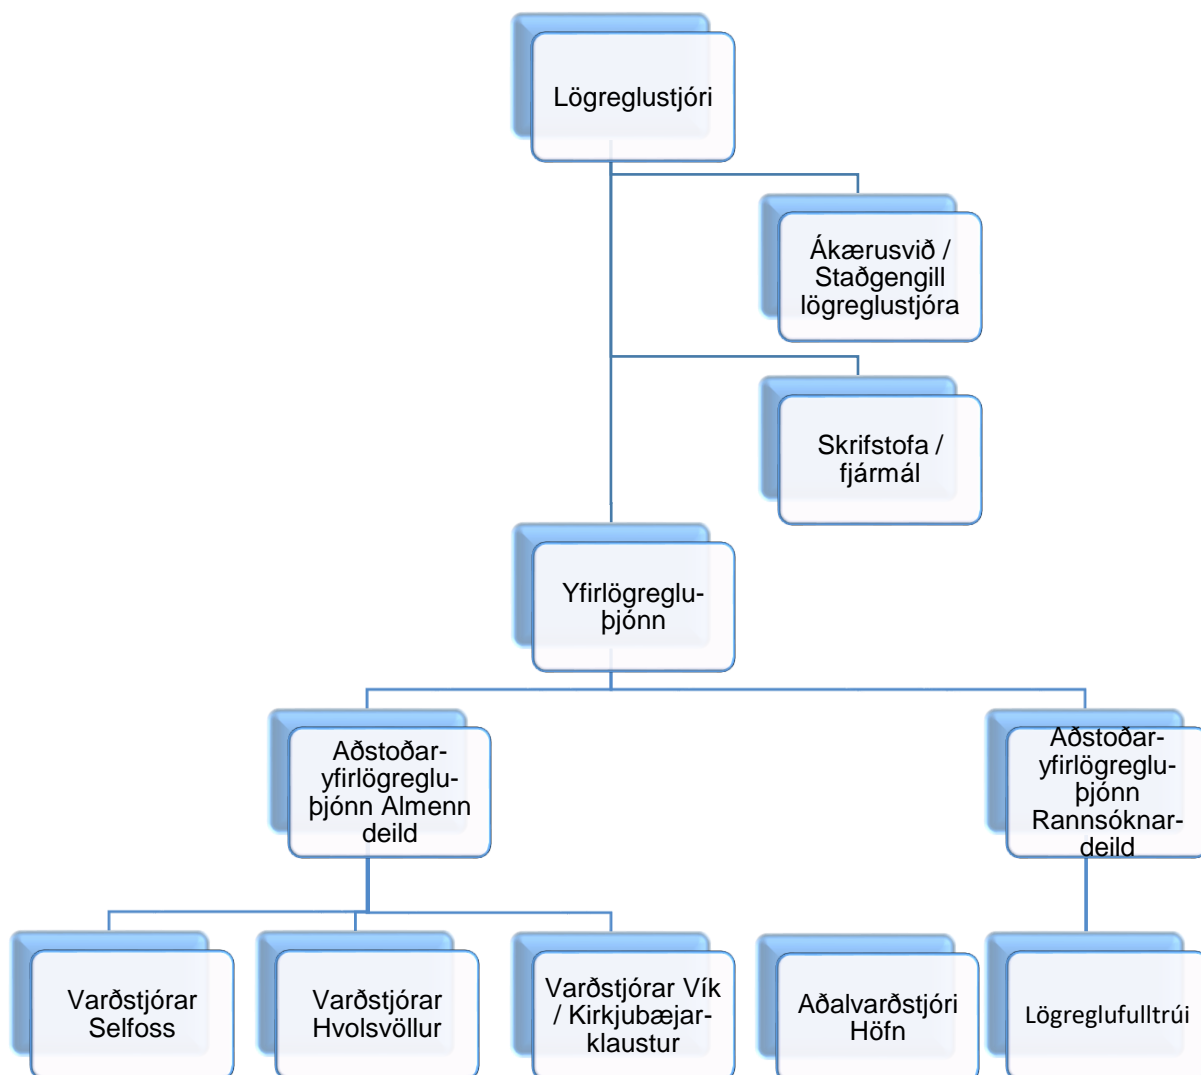 Lögreglustjóri
Ákærusvið /
Staðgengill
lögreglustjóra
Skrifstofa /
fjármál
Yfirlögreglu-
þjónn
Aðstoðar-
yfirlögreglu-
þjónn Almenn
deild
Aðstoðar-
yfirlögreglu-
þjónn
Rannsóknar-
deild
Varðstjórar
Selfoss
Varðstjórar
Hvolsvöllur
Varðstjórar Vík
/ Kirkjubæjar-
klaustur
Aðalvarðstjóri
Höfn
Lögreglufulltrúi